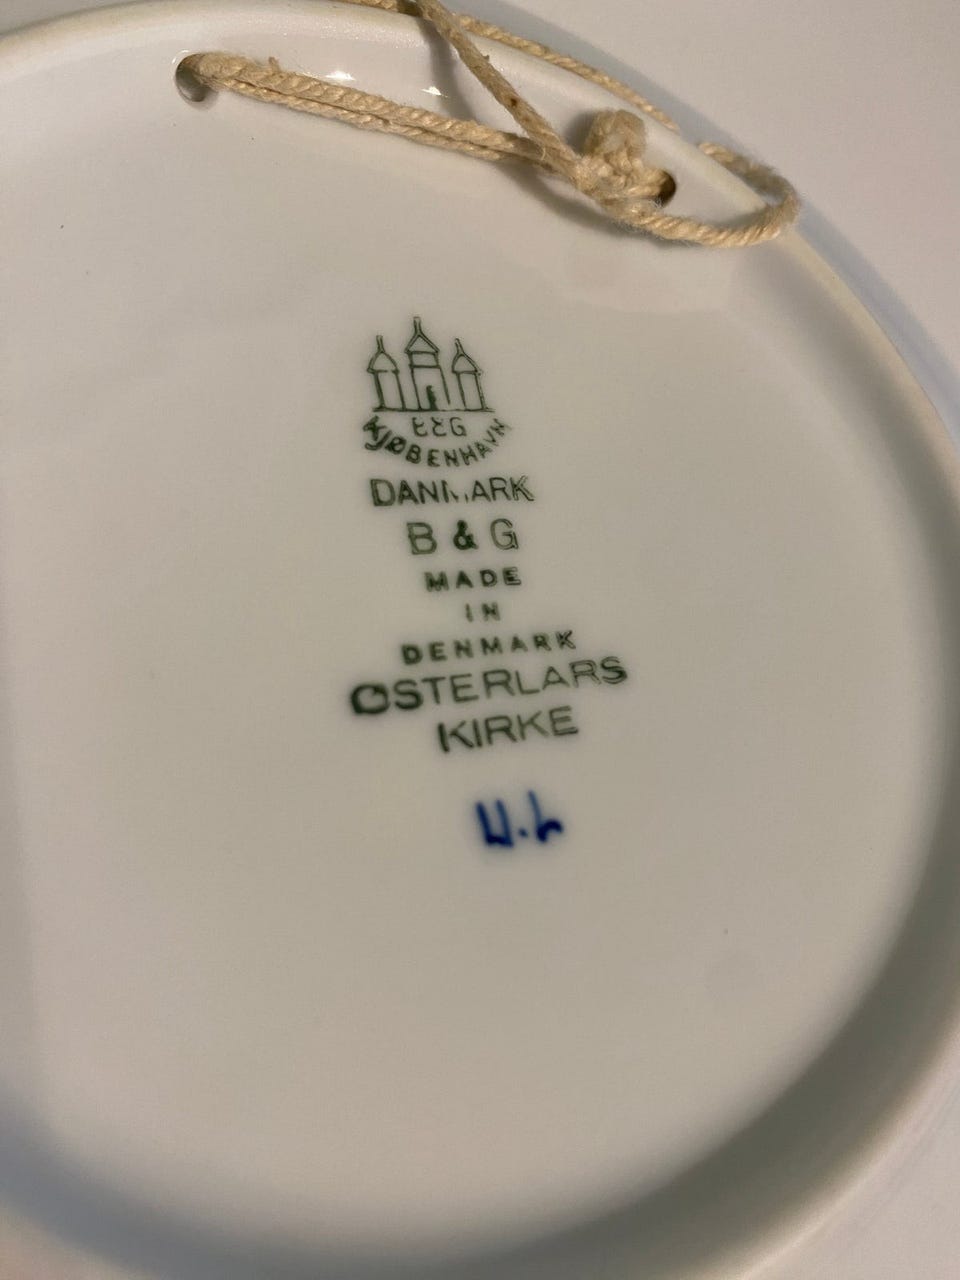 B&G
KJØBENHAVN
DANMARK
B & G
MADE
IN
DENMARK
ØSTERLARS
KIRKE